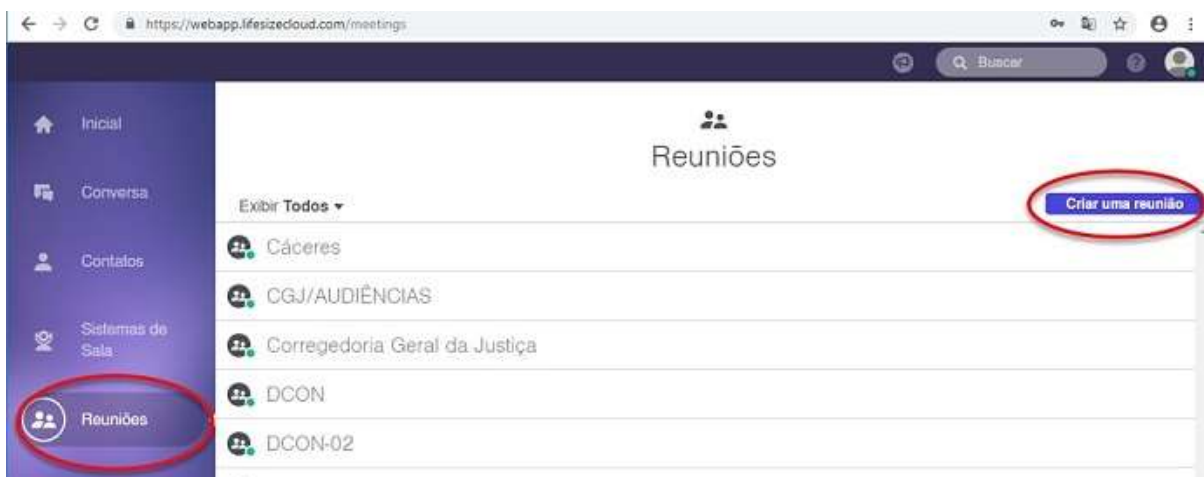 https://webapp.lifesizecloud.com/meetings
Buscar
Inicial
Conversa
Contatos
Sistemas de
Sala
Reuniões
Reuniões
Exibir Todos
Criar uma reunião
Cáceres
CGJ/AUDIÊNCIAS
Corregedoria Geral da Justiça
DCON
DCON-02